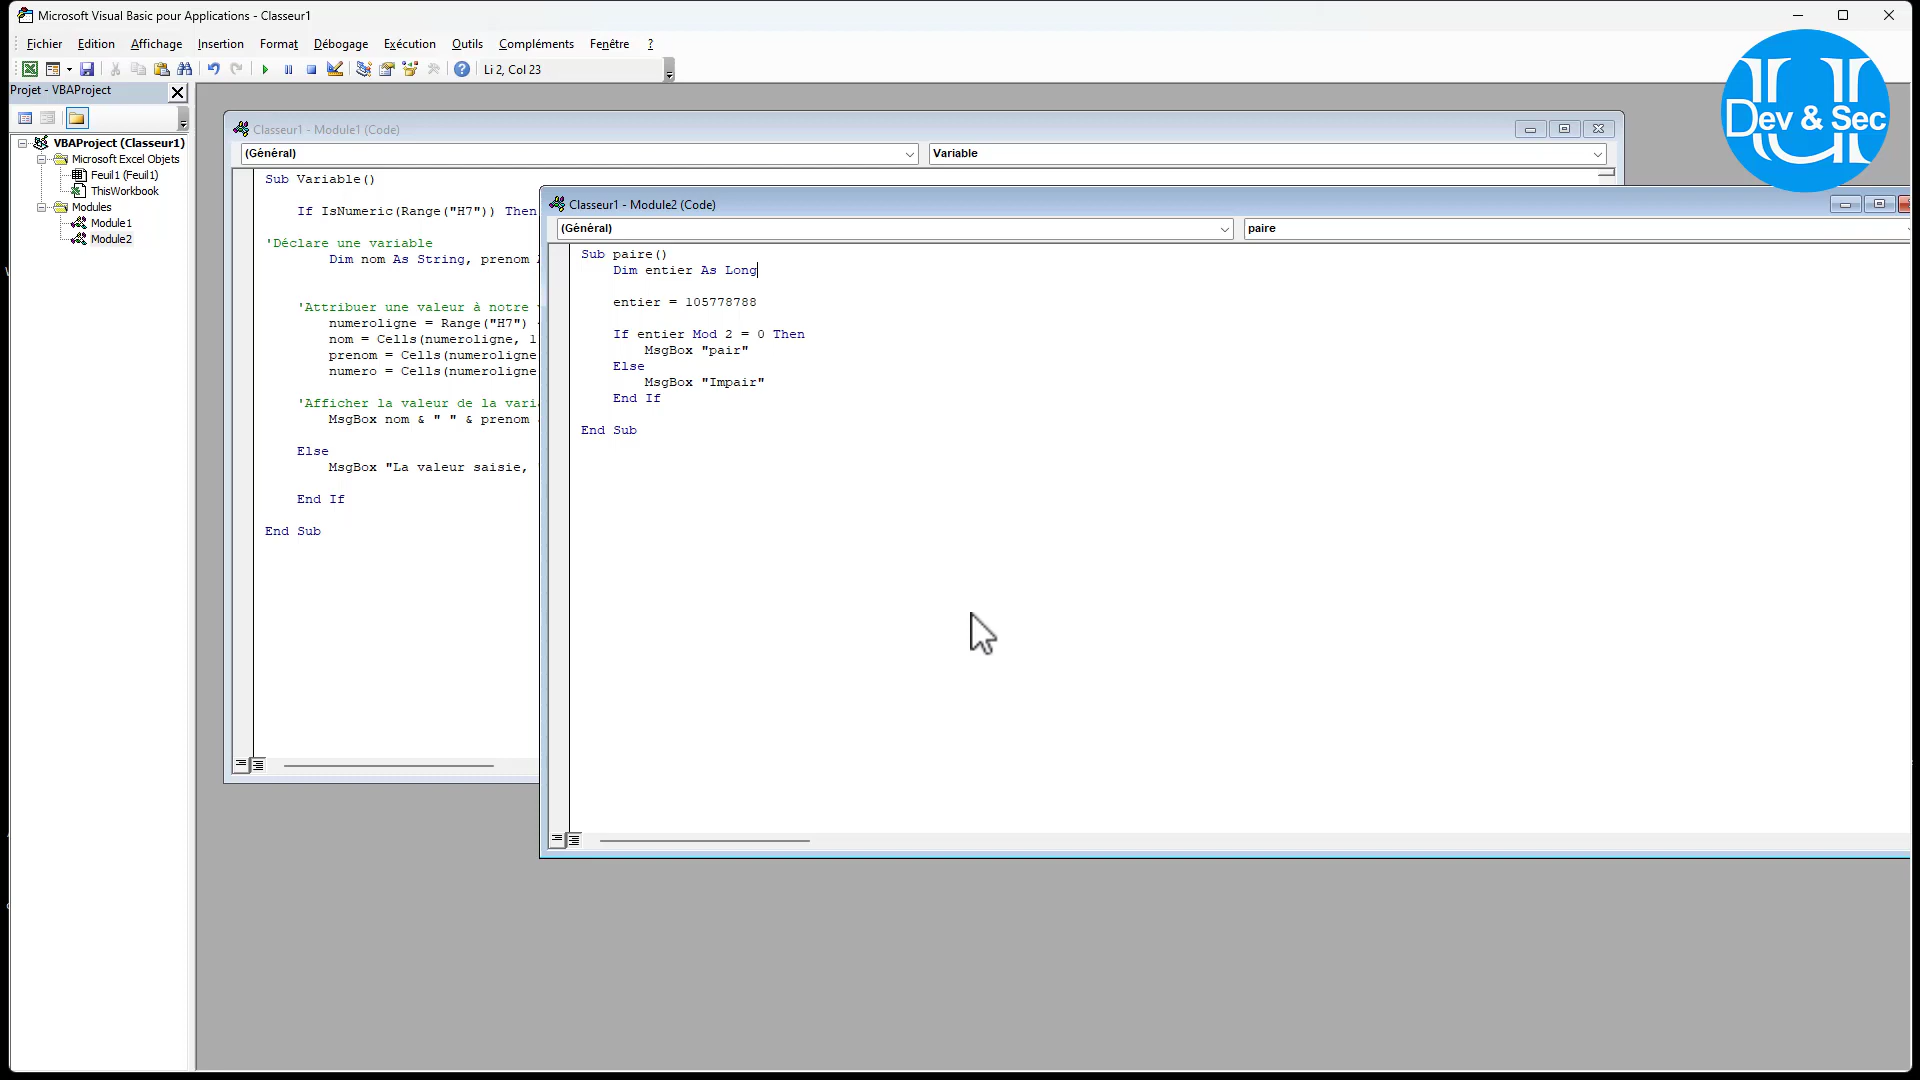 Microsoft Visual Basic pour Applications - Classeur1
Fichier Edition Affichage Insertion Format Débogage Exécution Outils Compléments Fenêtre ?
Li 2, Col 23
Projet - VBAProject
VBAProject (Classeur1)
Microsoft Excel Objets
Feuil1 (Feuil1)
ThisWorkbook
Modules
Module1
Module2
Classeur1 - Module1 (Code)
(Général) Variable
Sub Variable()
If IsNumeric(Range("H7")) Then
'Déclare une variable
Dim nom As String, prenom
'Attribuer une valeur à notre
numeroligne = Range("H7")
nom = Cells(numeroligne, 1
prenom = Cells(numeroligne
numero = Cells(numeroligne
'Afficher la valeur de la
MsgBox nom & " " & prenom
Else
MsgBox "La valeur saisie,
End If
End Sub
Classeur1 - Module2 (Code)
(Général) paire
Sub paire()
Dim entier As Long
entier = 105778788
If entier Mod 2 = 0 Then
MsgBox "pair"
Else
MsgBox "Impair"
End If
End Sub
U
Dev & Sec